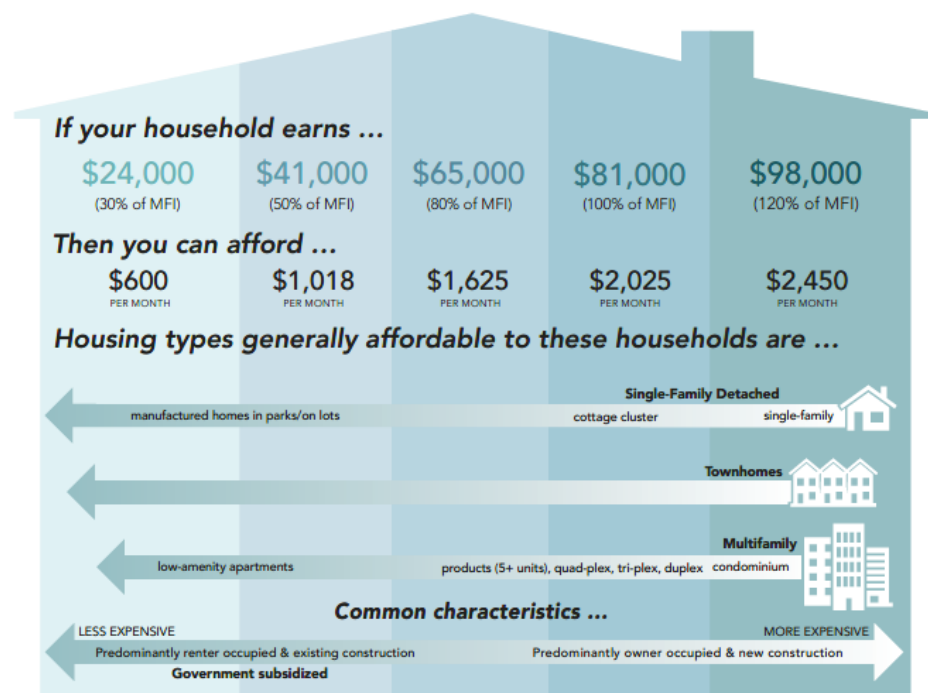 If your household earns ...
$24,000 $41,000 $65,000 $81,000 $98,000
(30% of MFI) (50% of MFI) (80% of MFI) (100% of MFI) (120% of MFI)
Then you can afford ...
$600 $1,018 $1,625 $2,025 $2,450
PER MONTH PER MONTH PER MONTH PER MONTH PER MONTH
Housing types generally affordable to these households are ...
Single-Family Detached
manufactured homes in parks/on lots cottage cluster single-family
Townhomes
Multifamily
low-amenity apartments products (5+ units), quad-plex, tri-plex, duplex condominium
Common characteristics ...
LESS EXPENSIVE MORE EXPENSIVE
Predominantly renter occupied & existing construction Predominantly owner occupied & new construction
Government subsidized